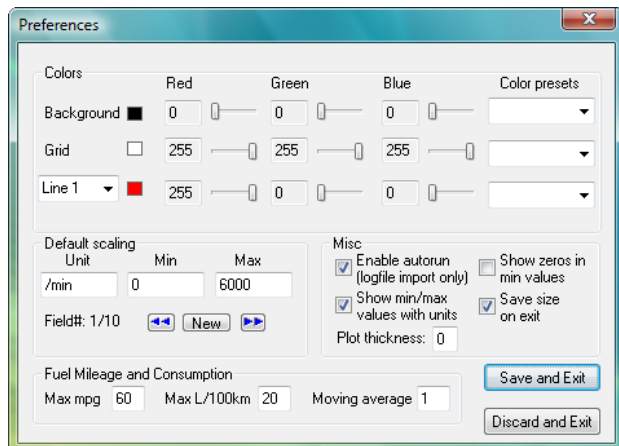 Preferences
X
Colors
Red Green Blue Color presets
Background 0 0 0
Grid 255 255 255
Line 1 255 0 0
Default scaling
Unit Min Max
/min 0 6000
Field#: 1/10 New
Misc
Enable autorun
(logfile import only)
Show zeros in
min values
Show min/max
values with units
Save size
on exit
Plot thickness: 0
Fuel Mileage and Consumption
Max mpg 60 Max L/100km 20 Moving average 1
Save and Exit
Discard and Exit